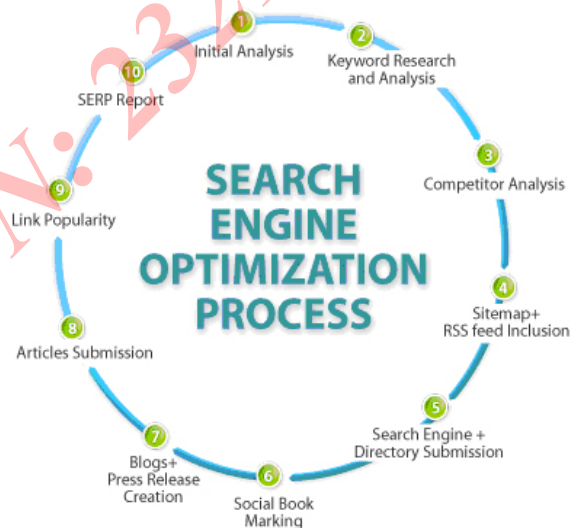 SEARCH
ENGINE
OPTIMIZATION
PROCESS
1
Initial Analysis
2
Keyword Research
and Analysis
3
Competitor Analysis
4
Sitemap+
RSS feed Inclusion
5
Search Engine +
Directory Submission
6
Social Book
Marking
7
Blogs+
Press Release
Creation
8
Articles Submission
9
Link Popularity
10
SERP Report
N: 232